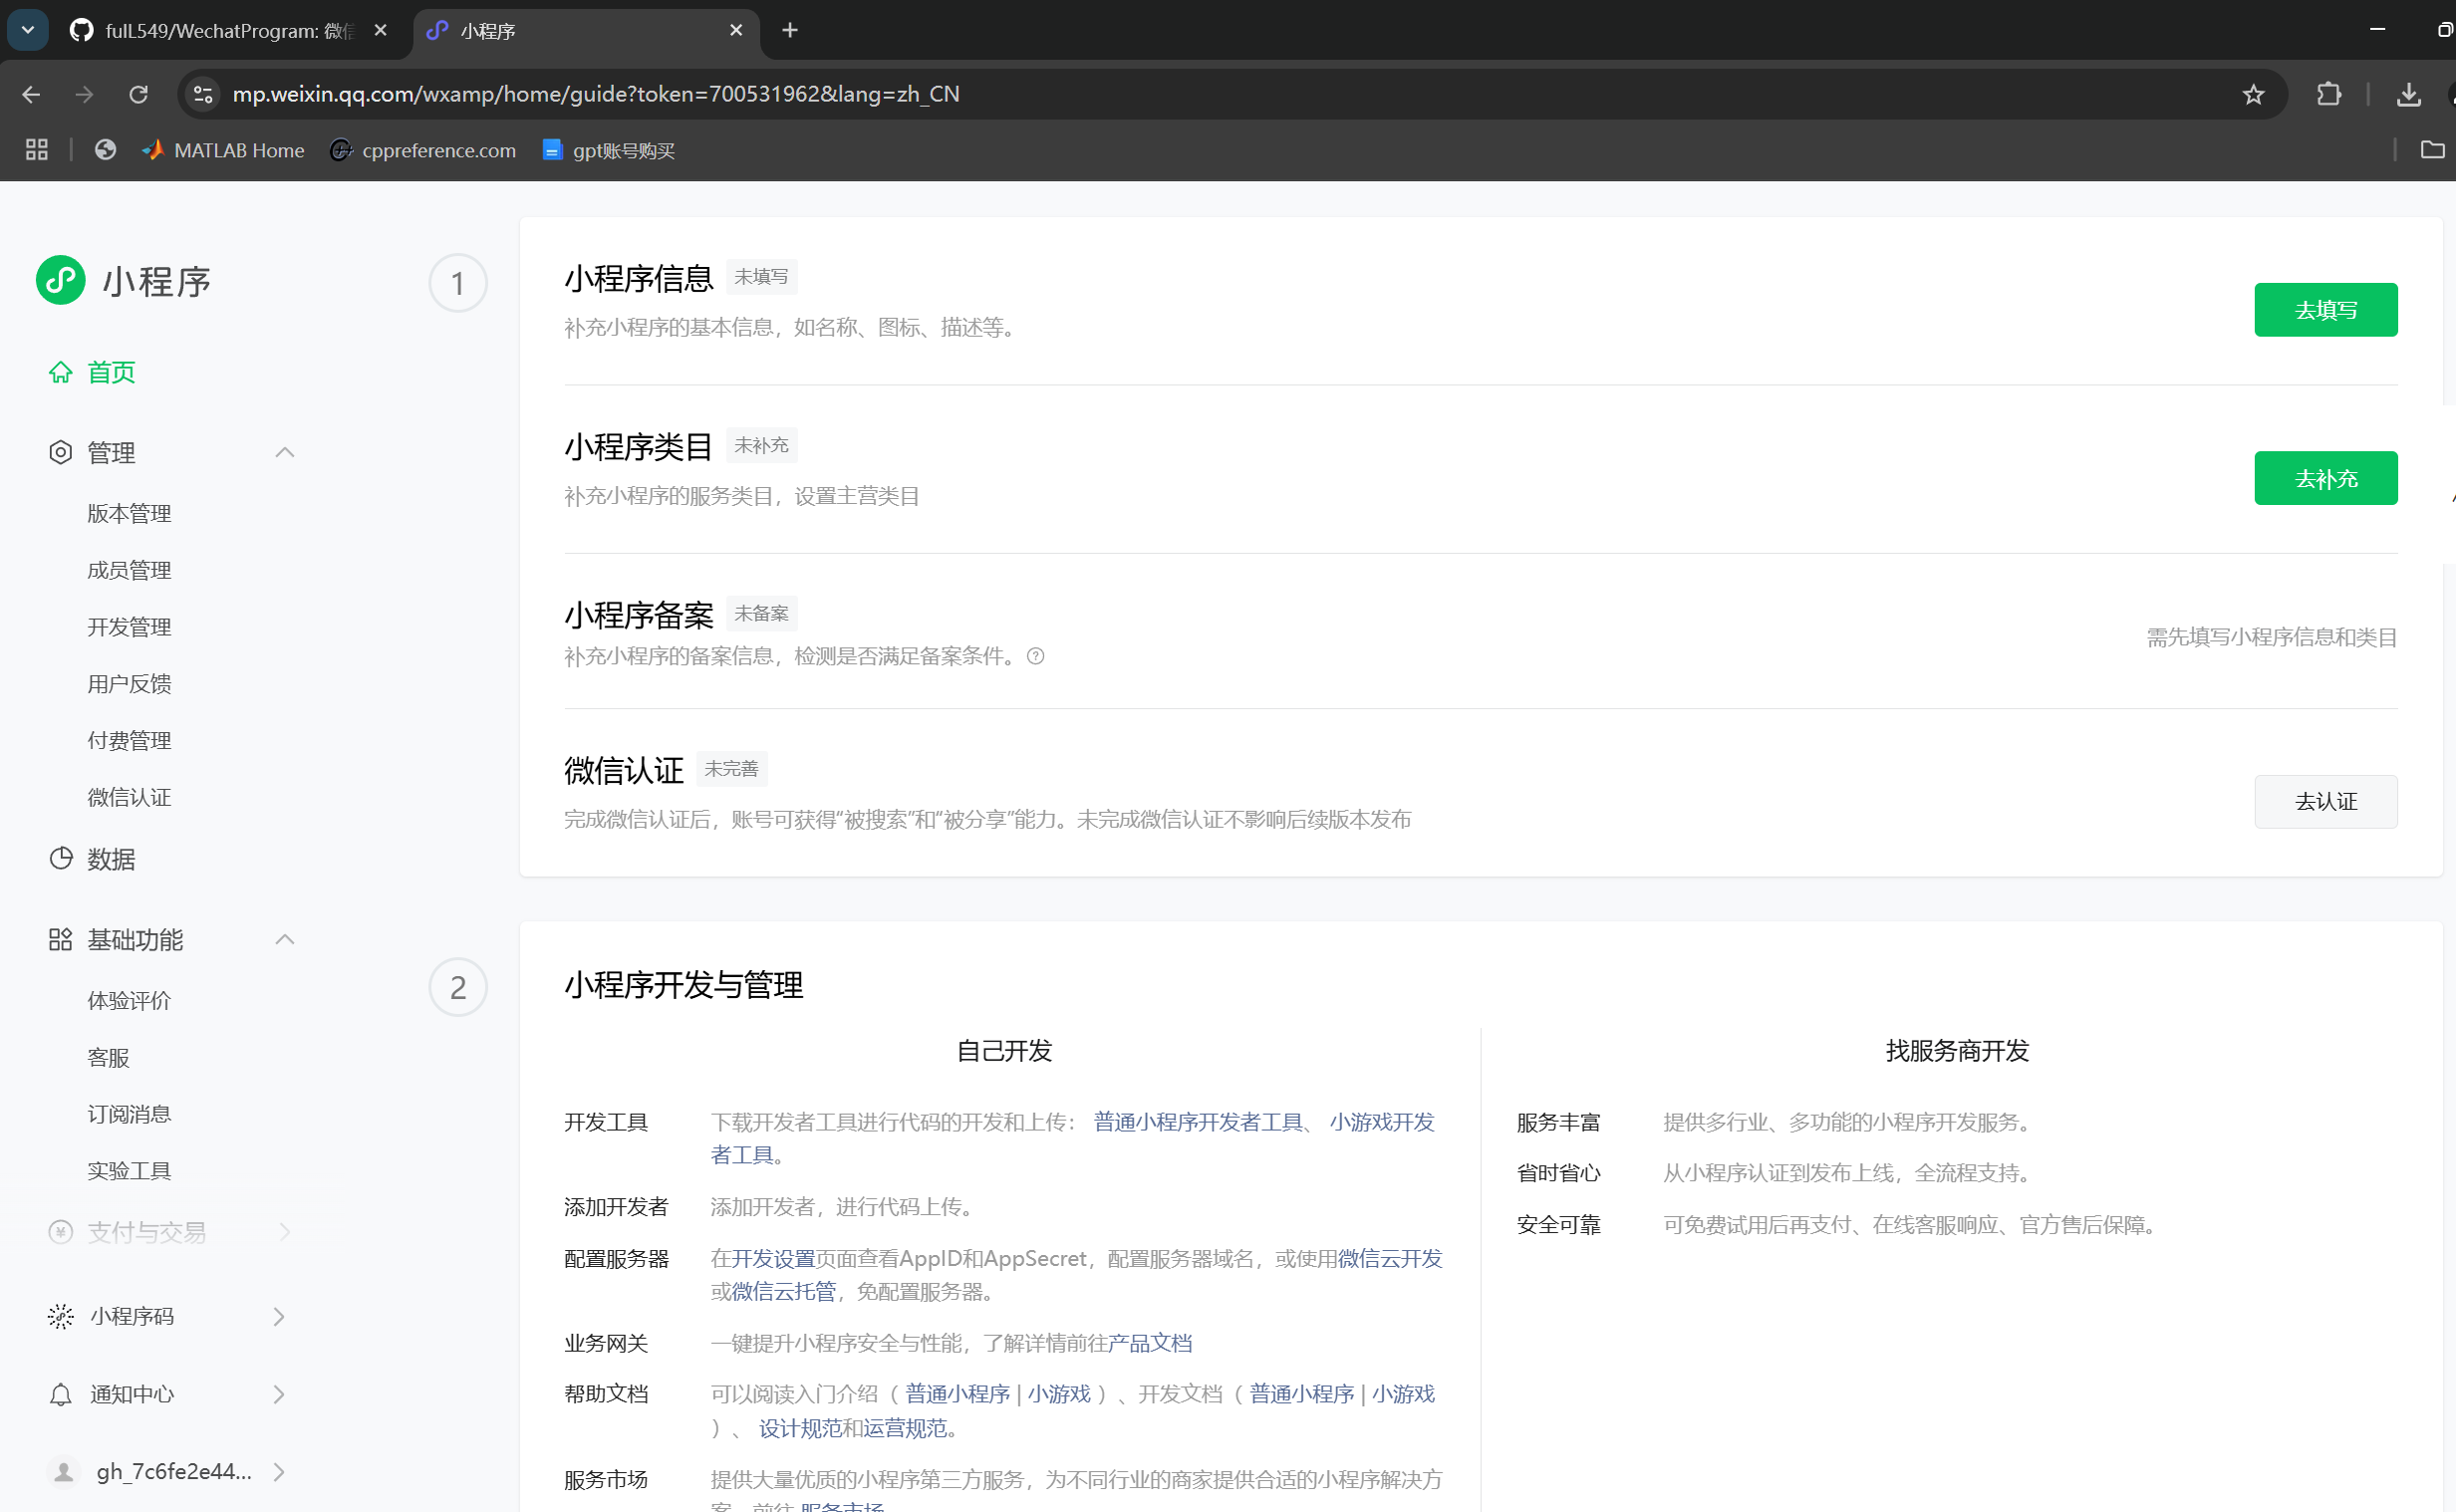 fulL549/WechatProgram: 微信
小程序
mp.weixin.qq.com/wxamp/home/guide?token=700531962&lang=zh_CN
MATLAB Home
cppreference.com
gpt账号购买
小程序
首页
管理
版本管理
成员管理
开发管理
用户反馈
付费管理
微信认证
数据
基础功能
体验评价
客服
订阅消息
实验工具
支付与交易
小程序码
通知中心
gh_7c6fe2e44...
1
小程序信息 未填写
补充小程序的基本信息，如名称、图标、描述等。
去填写
小程序类目 未补充
补充小程序的服务类目，设置主营类目
去补充
小程序备案 未备案
补充小程序的备案信息，检测是否满足备案条件。
需先填写小程序信息和类目
微信认证 未完善
完成微信认证后，账号可获得“被搜索”和“被分享”能力。未完成微信认证不影响后续版本发布
去认证
2
小程序开发与管理
自己开发
开发工具 下载开发者工具进行代码的开发和上传： 普通小程序开发者工具、 小游戏开发
者工具。
添加开发者 添加开发者，进行代码上传。
配置服务器 在开发设置页面查看AppID和AppSecret，配置服务器域名，或使用微信云开发
或微信云托管，免配置服务器。
业务网关 一键提升小程序安全与性能，了解详情前往产品文档
帮助文档 可以阅读入门介绍（ 普通小程序 | 小游戏 ）、开发文档（ 普通小程序 | 小游戏
）、 设计规范和运营规范。
服务市场 提供大量优质的小程序第三方服务，为不同行业的商家提供合适的小程序解决方
案，前往 服务市场
找服务商开发
服务丰富 提供多行业、多功能的小程序开发服务。
省时省心 从小程序认证到发布上线，全流程支持。
安全可靠 可免费试用后再支付、在线客服响应、官方售后保障。